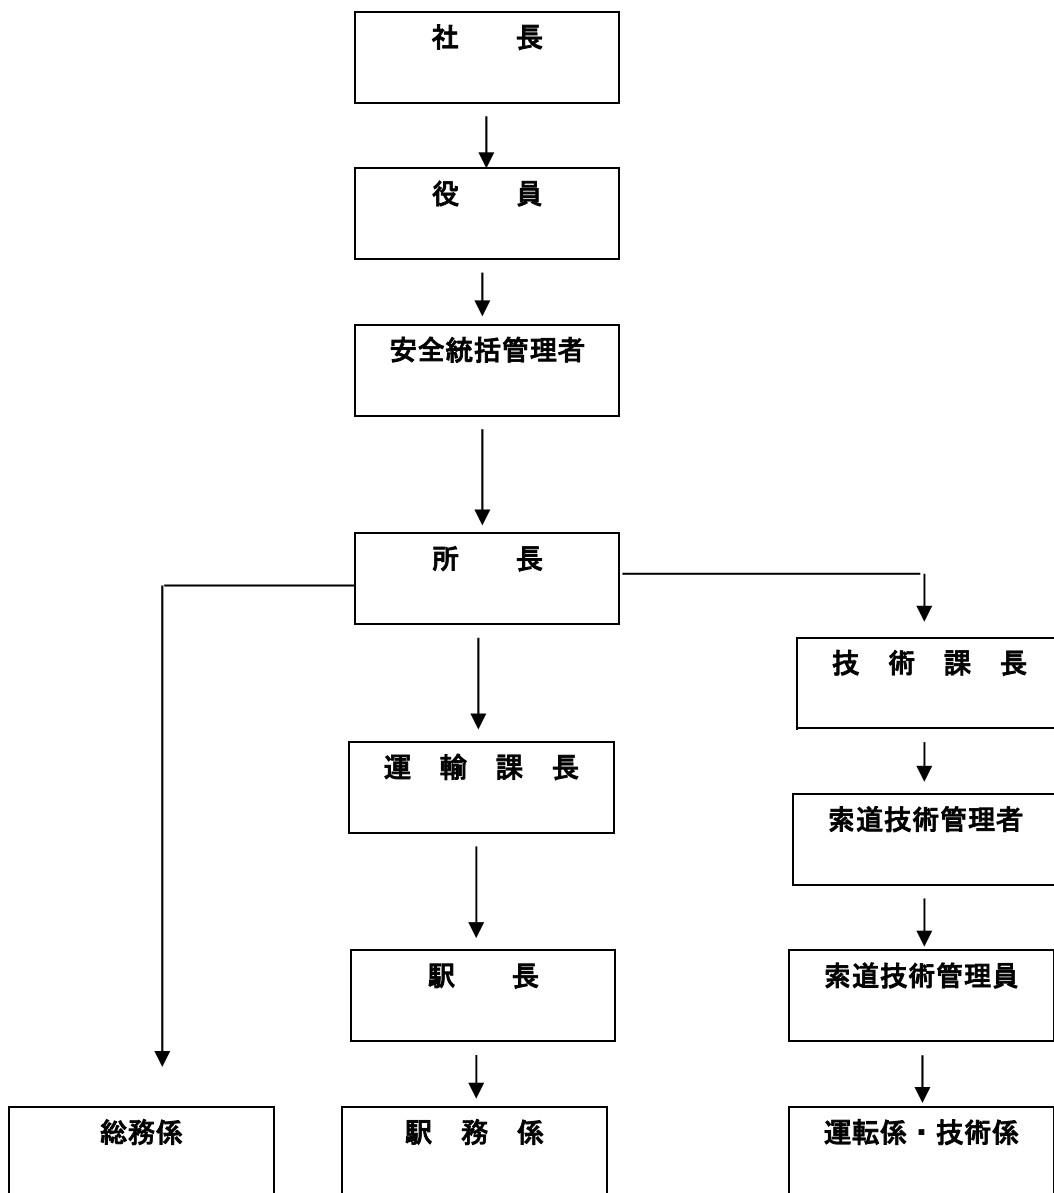 社　　長
役　　員
安全統括管理者
所　　長
技　術　課　長
運　輸　課　長
索道技術管理者
駅　　長
索道技術管理員
総務係
駅　務　係
運転係・技術係